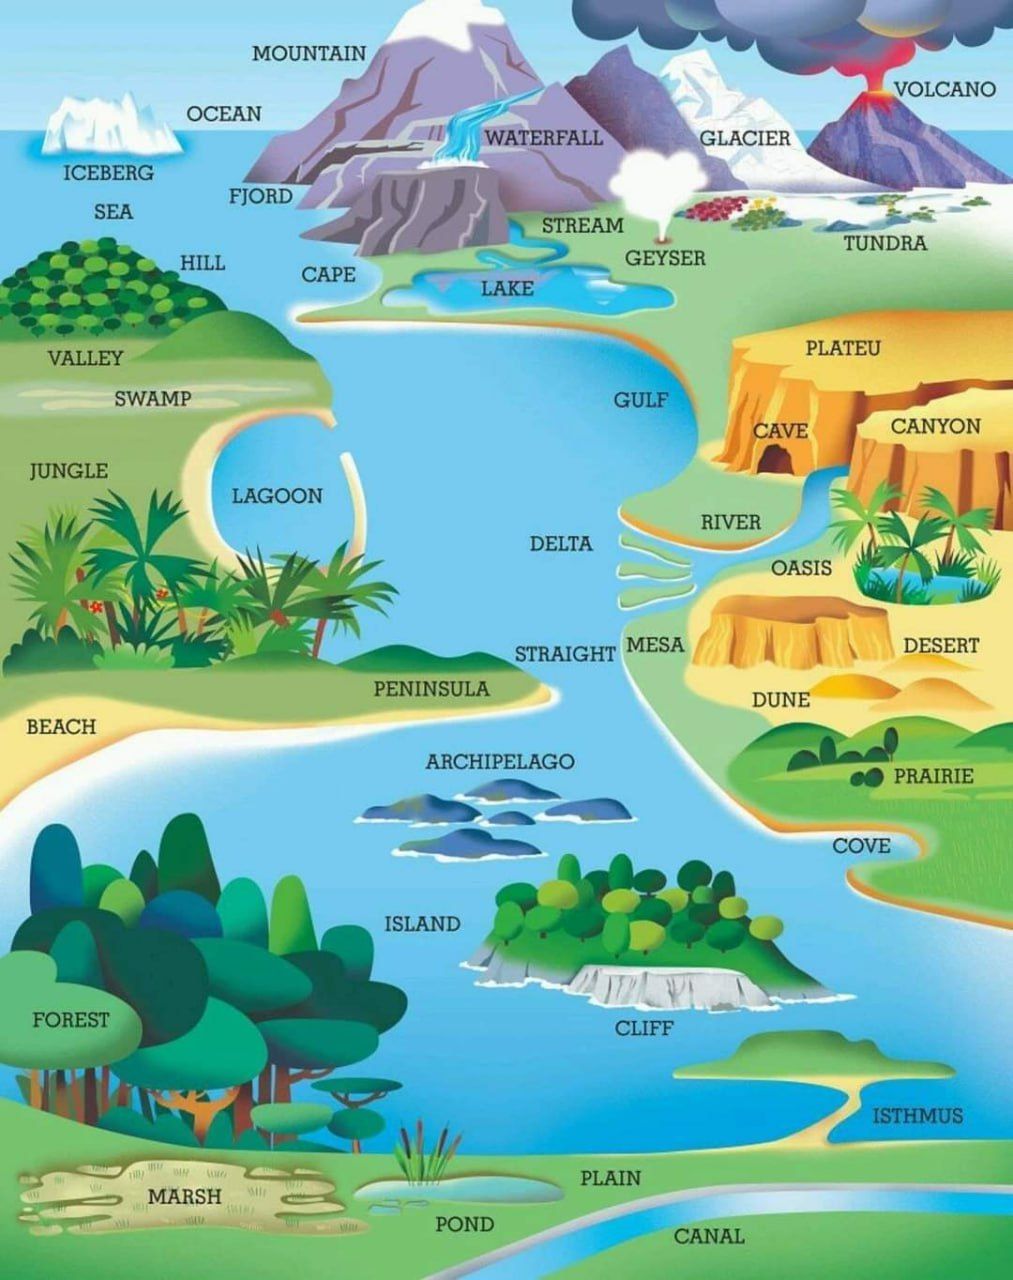 MOUNTAIN
VOLCANO
OCEAN
WATERFALL
GLACIER
ICEBERG
FJORD
SEA
STREAM
TUNDRA
GEYSER
HILL
CAPE
LAKE
VALLEY
PLATEU
SWAMP
GULF
CAVE
CANYON
JUNGLE
LAGOON
RIVER
DELTA
OASIS
STRAIGHT
MESA
DESERT
PENINSULA
DUNE
BEACH
ARCHIPELAGO
PRAIRIE
COVE
ISLAND
FOREST
CLIFF
ISTHMUS
PLAIN
MARSH
POND
CANAL